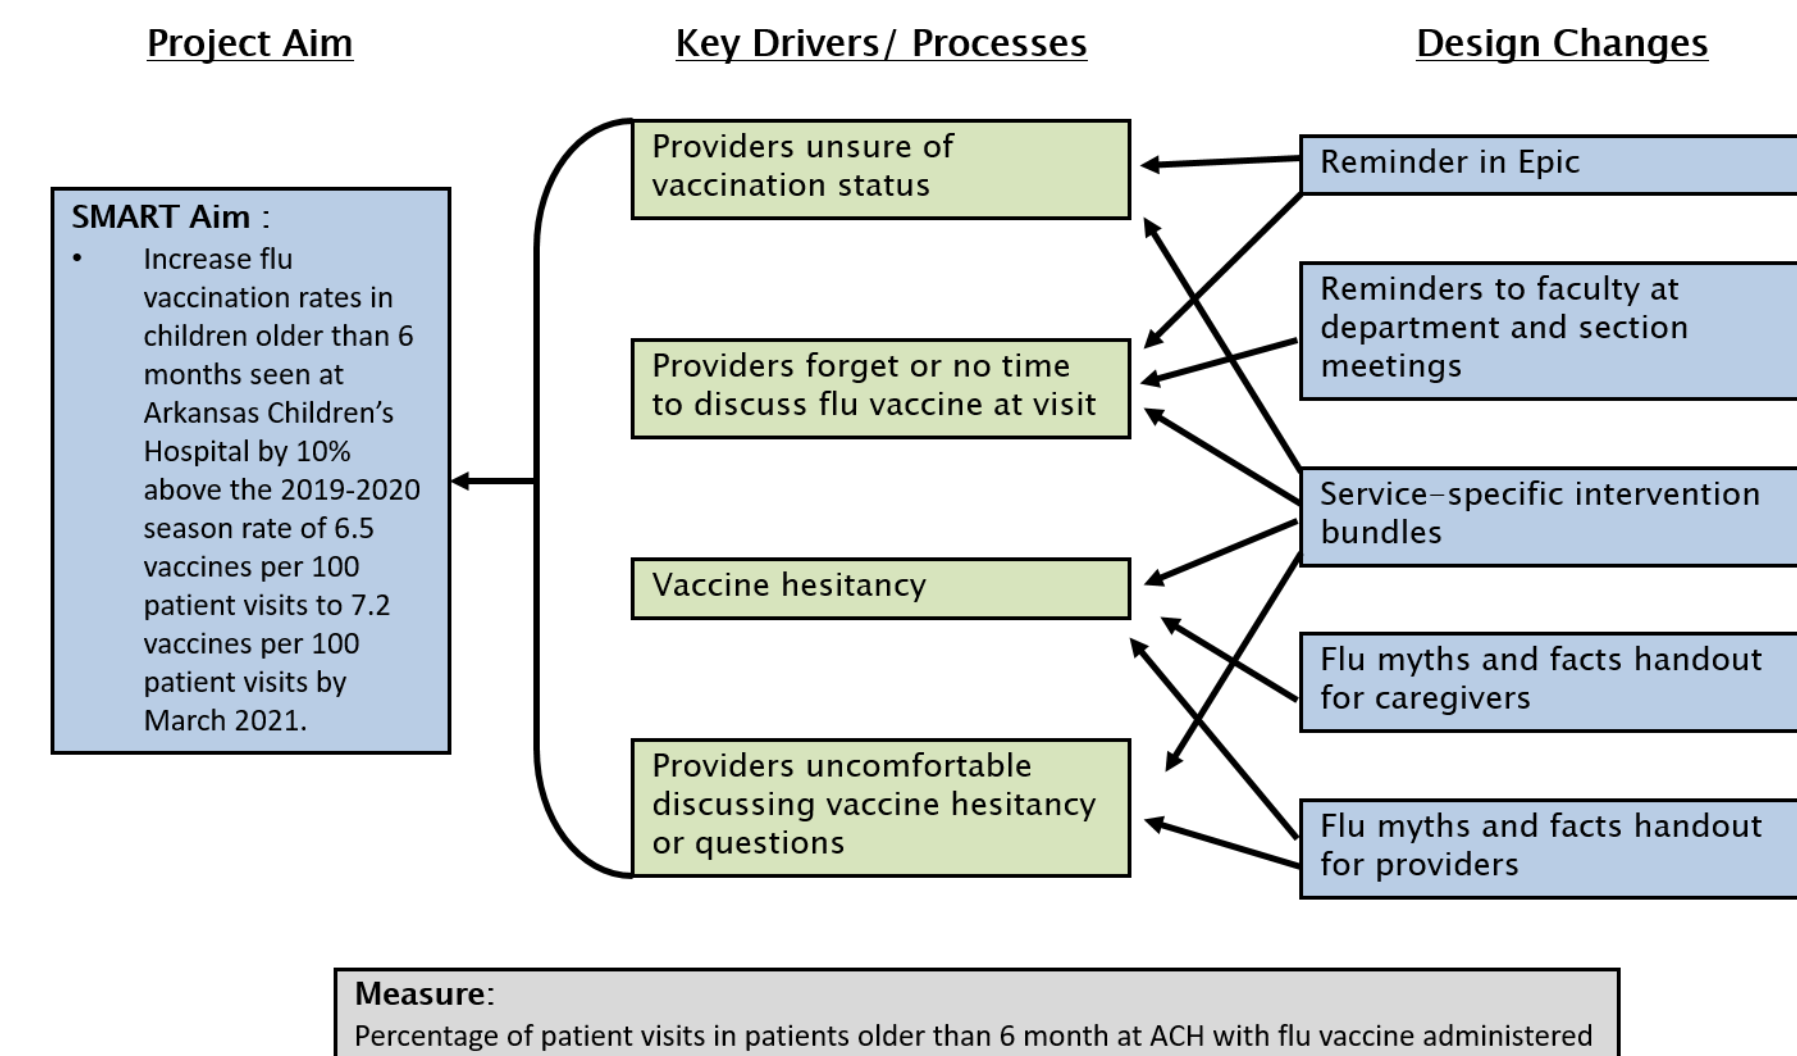 Project Aim
Key Drivers/ Processes
Design Changes
SMART Aim :
• Increase flu
vaccination rates in
children older than 6
months seen at
Arkansas Children’s
Hospital by 10%
above the 2019-2020
season rate of 6.5
vaccines per 100
patient visits to 7.2
vaccines per 100
patient visits by
March 2021.
Providers unsure of
vaccination status
Providers forget or no time
to discuss flu vaccine at visit
Vaccine hesitancy
Providers uncomfortable
discussing vaccine hesitancy
or questions
Reminder in Epic
Reminders to faculty at
department and section
meetings
Service-specific intervention
bundles
Flu myths and facts handout
for caregivers
Flu myths and facts handout
for providers
Measure:
Percentage of patient visits in patients older than 6 month at ACH with flu vaccine administered